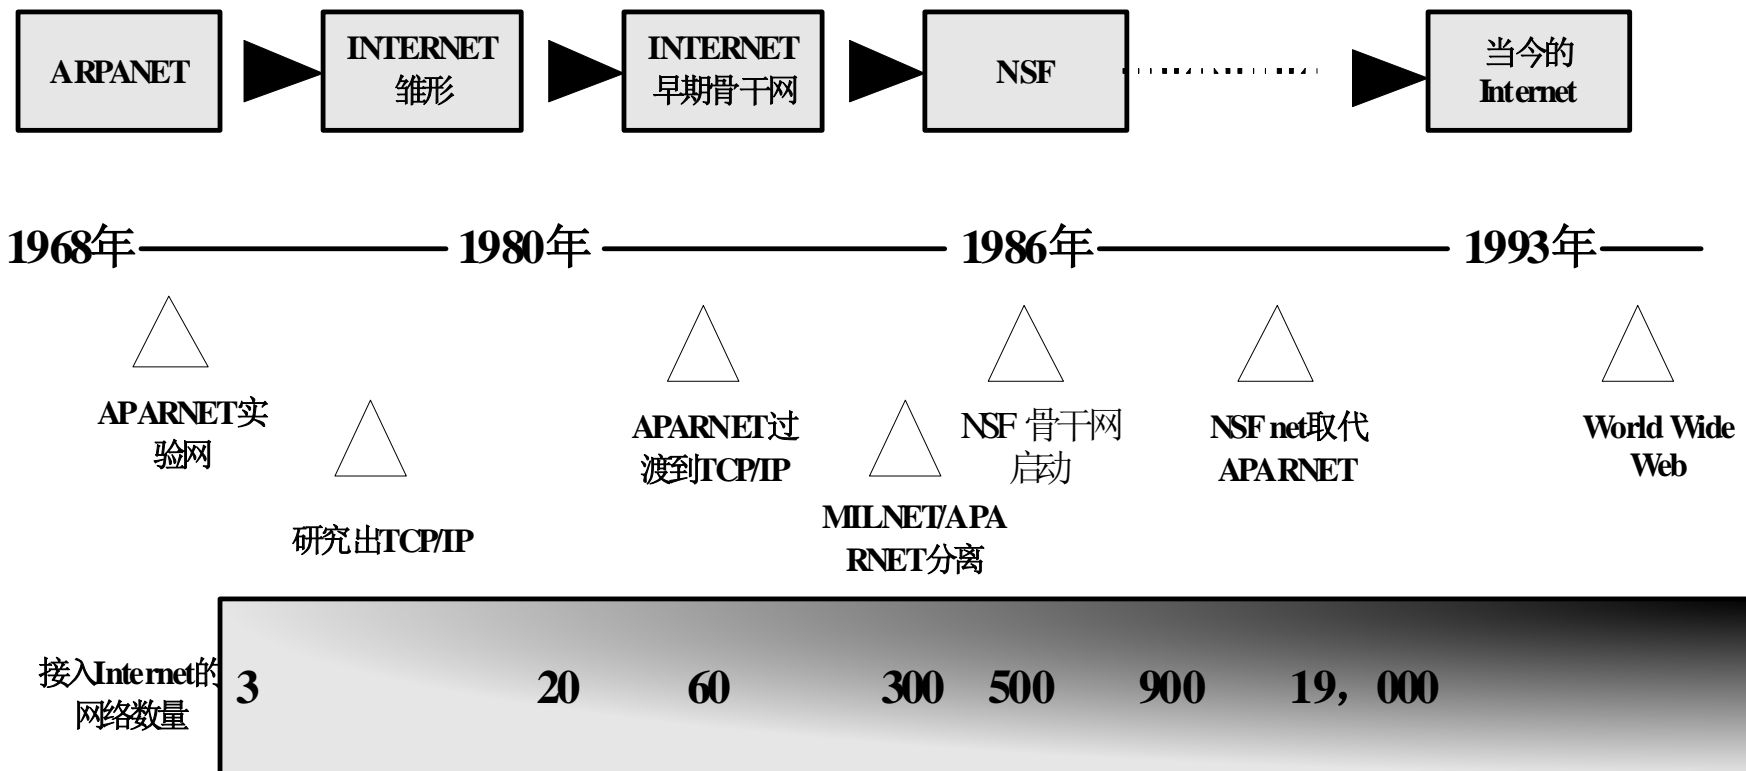 ARPANET
INTERNET
雏形
INTERNET
早期骨干网
NSF
当今的
Internet
1968年
1980年
1986年
1993年
APARNET实
验网
研究出TCP/IP
APARNET过
渡到TCP/IP
MILNET/APA
RNET分离
NSF 骨干网
启动
NSF net取代
APARNET
World Wide
Web
接入Internet的
网络数量
3 20 60 300 500 900 19，000